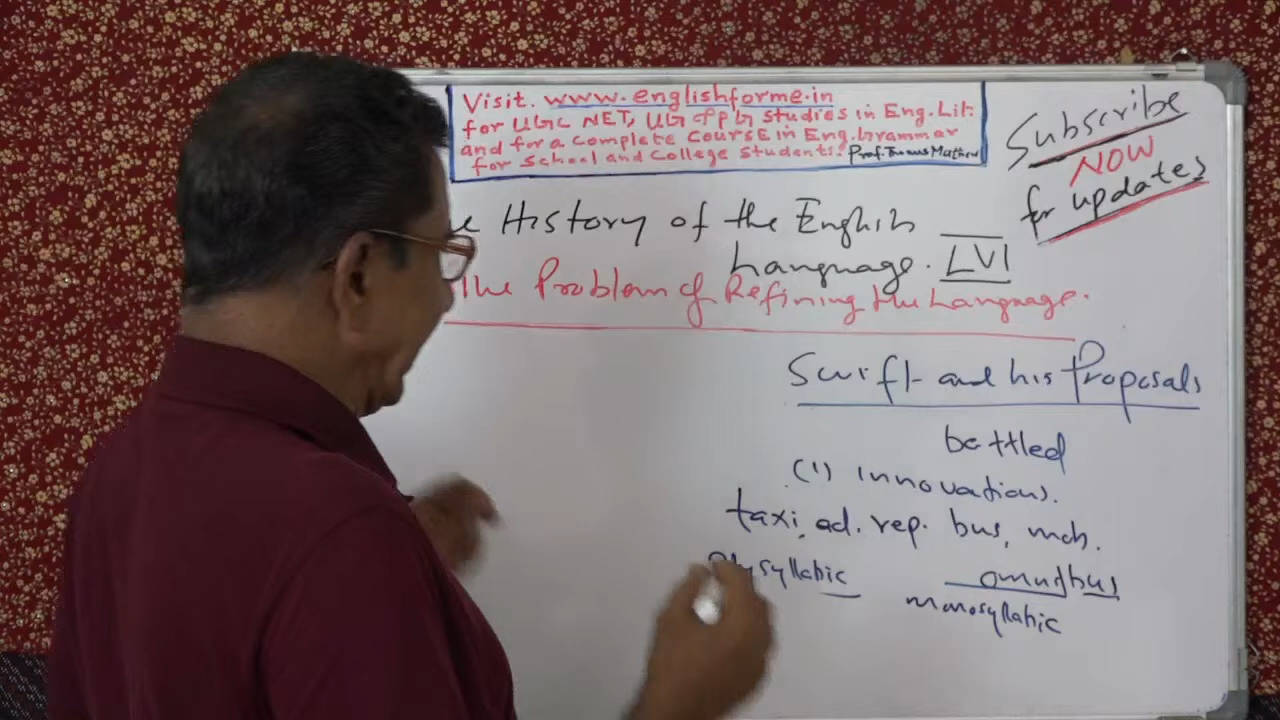 Visit. www.englishforme.in
for UGC NET, UG & PG studies in Eng. Lit:
and for a complete course in Eng. Grammar
for school and college students. Prof. Thomas Mathew
Subscribe
NOW
for updates
History of the English
Language. LVI
The Problem of Refining the Language.
Swift and his Proposals
battled
(1) innovations.
taxi, ad. rep. bus, mob.
omnibus
monosyllabic